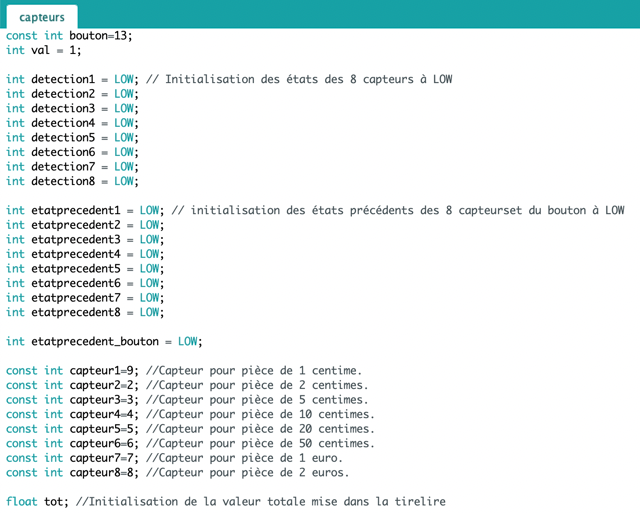 capteurs
const int bouton=13;
int val = 1;
int detection1 = LOW; // Initialisation des états des 8 capteurs à LOW
int detection2 = LOW;
int detection3 = LOW;
int detection4 = LOW;
int detection5 = LOW;
int detection6 = LOW;
int detection7 = LOW;
int detection8 = LOW;
int etatprecedent1 = LOW; // initialisation des états précédents des 8 capteurset du bouton à LOW
int etatprecedent2 = LOW;
int etatprecedent3 = LOW;
int etatprecedent4 = LOW;
int etatprecedent5 = LOW;
int etatprecedent6 = LOW;
int etatprecedent7 = LOW;
int etatprecedent8 = LOW;
int etatprecedent_bouton = LOW;
const int capteur1=9; //Capteur pour pièce de 1 centime.
const int capteur2=2; //Capteur pour pièce de 2 centimes.
const int capteur3=3; //Capteur pour pièce de 5 centimes.
const int capteur4=4; //Capteur pour pièce de 10 centimes.
const int capteur5=5; //Capteur pour pièce de 20 centimes.
const int capteur6=6; //Capteur pour pièce de 50 centimes.
const int capteur7=7; //Capteur pour pièce de 1 euro.
const int capteur8=8; //Capteur pour pièce de 2 euros.
float tot; //Initialisation de la valeur totale mise dans la tirelire